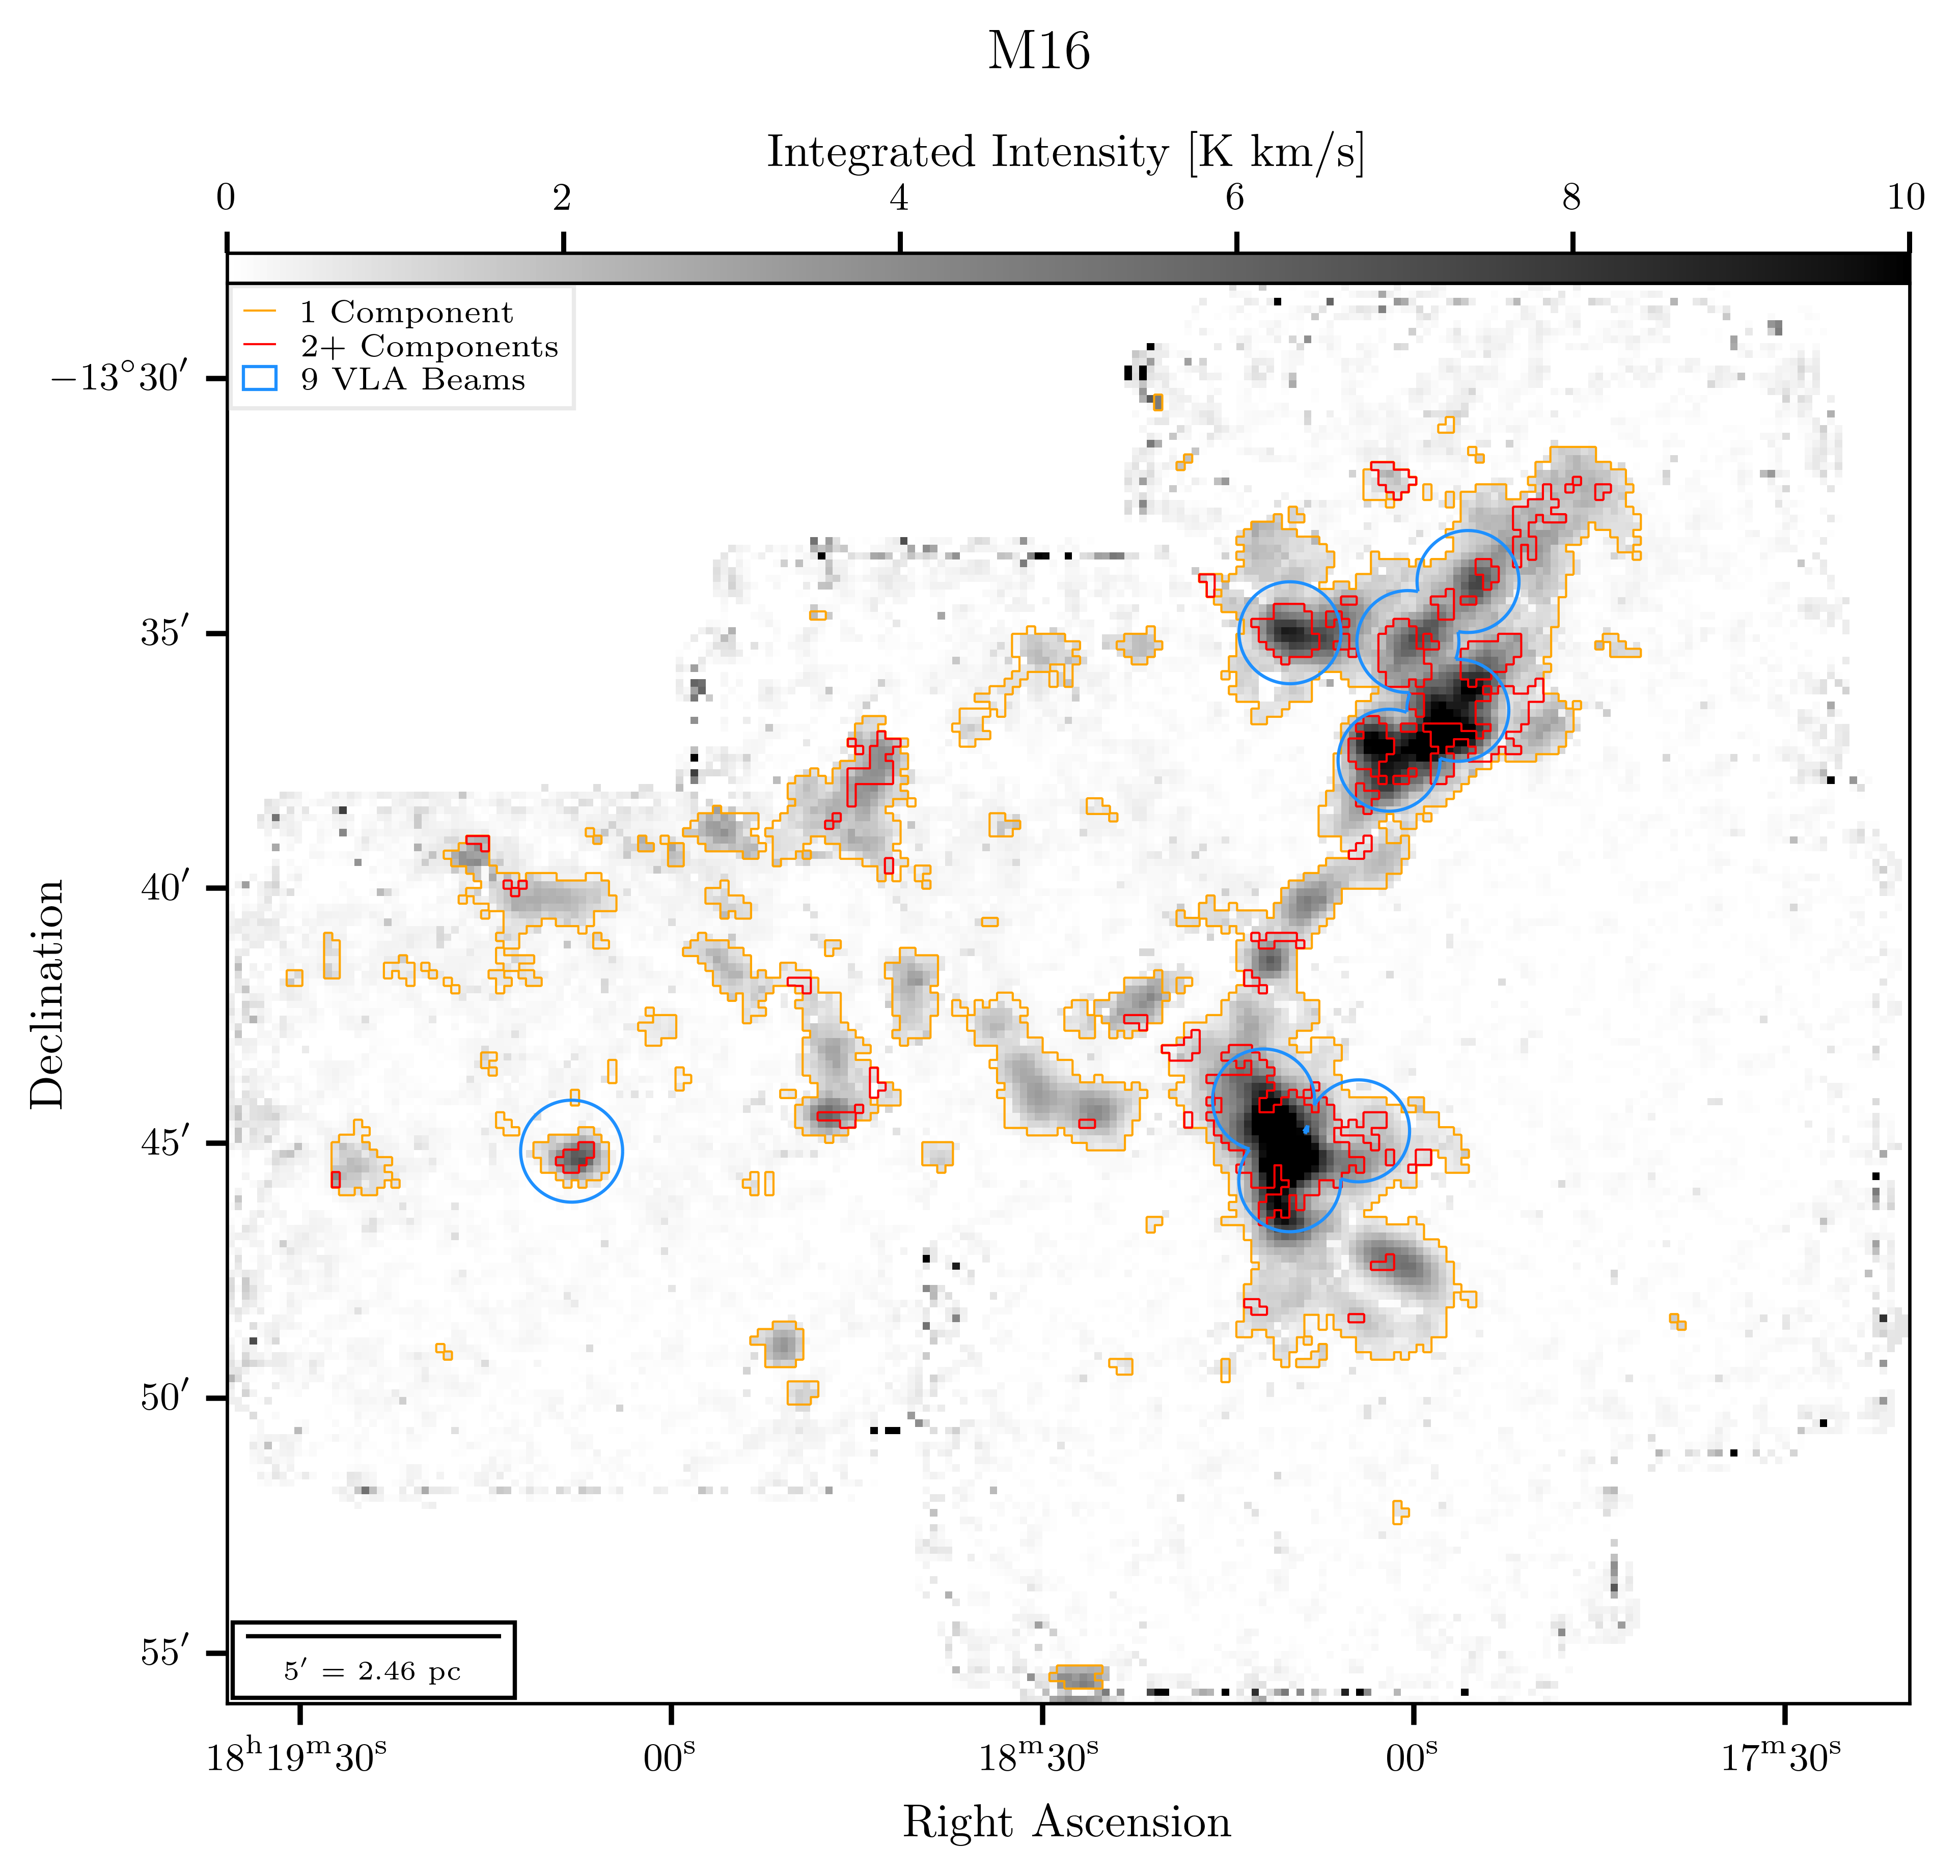 M16
Integrated Intensity [K km/s]
0 2 4 6 8 10
1 Component
2+ Components
9 VLA Beams
−13°30′
35′
40′
45′
50′
55′
Declination
5′ = 2.46 pc
18ʰ19ᵐ30ˢ 00ˢ 18ᵐ30ˢ 00ˢ 17ᵐ30ˢ
Right Ascension